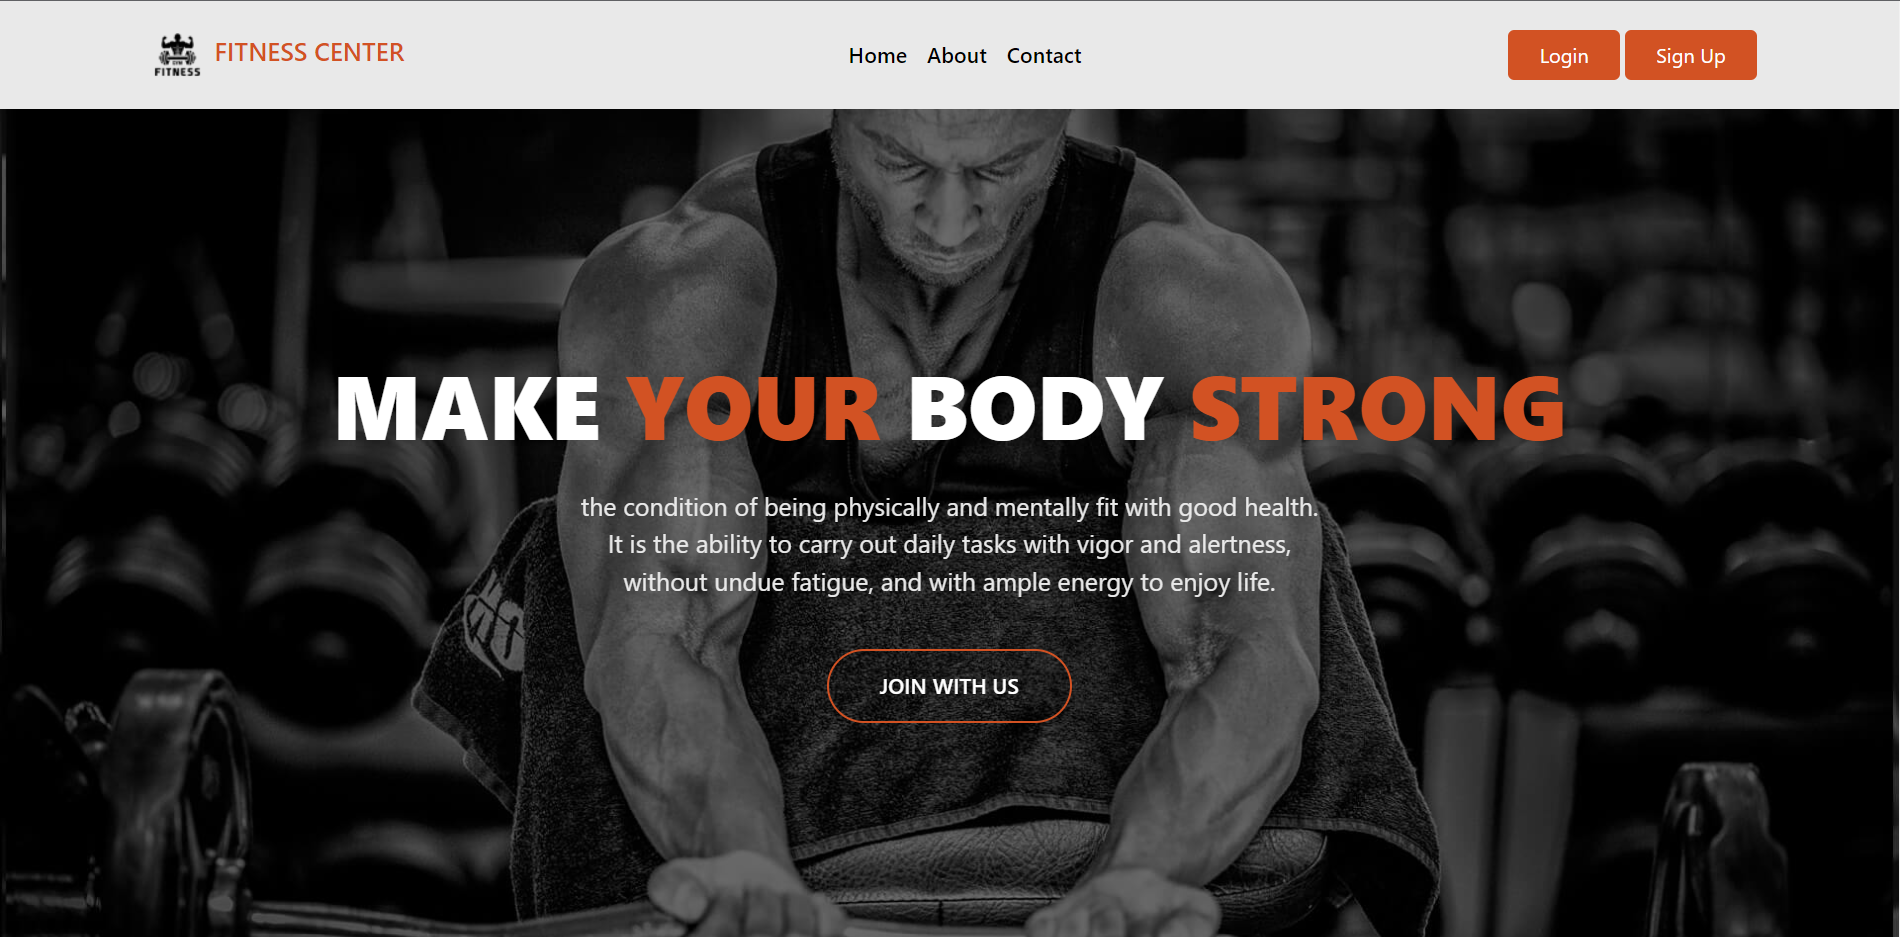 GYM
FITNESS
FITNESS CENTER
Home About Contact
Login Sign Up
MAKE YOUR BODY STRONG
the condition of being physically and mentally fit with good health.
It is the ability to carry out daily tasks with vigor and alertness,
without undue fatigue, and with ample energy to enjoy life.
JOIN WITH US